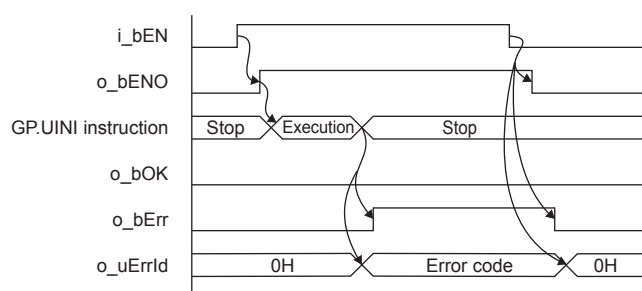 i_bEN
o_bENO
GP.UINI instruction Stop Execution Stop
o_bOK
o_bErr
o_uErrId 0H Error code 0H